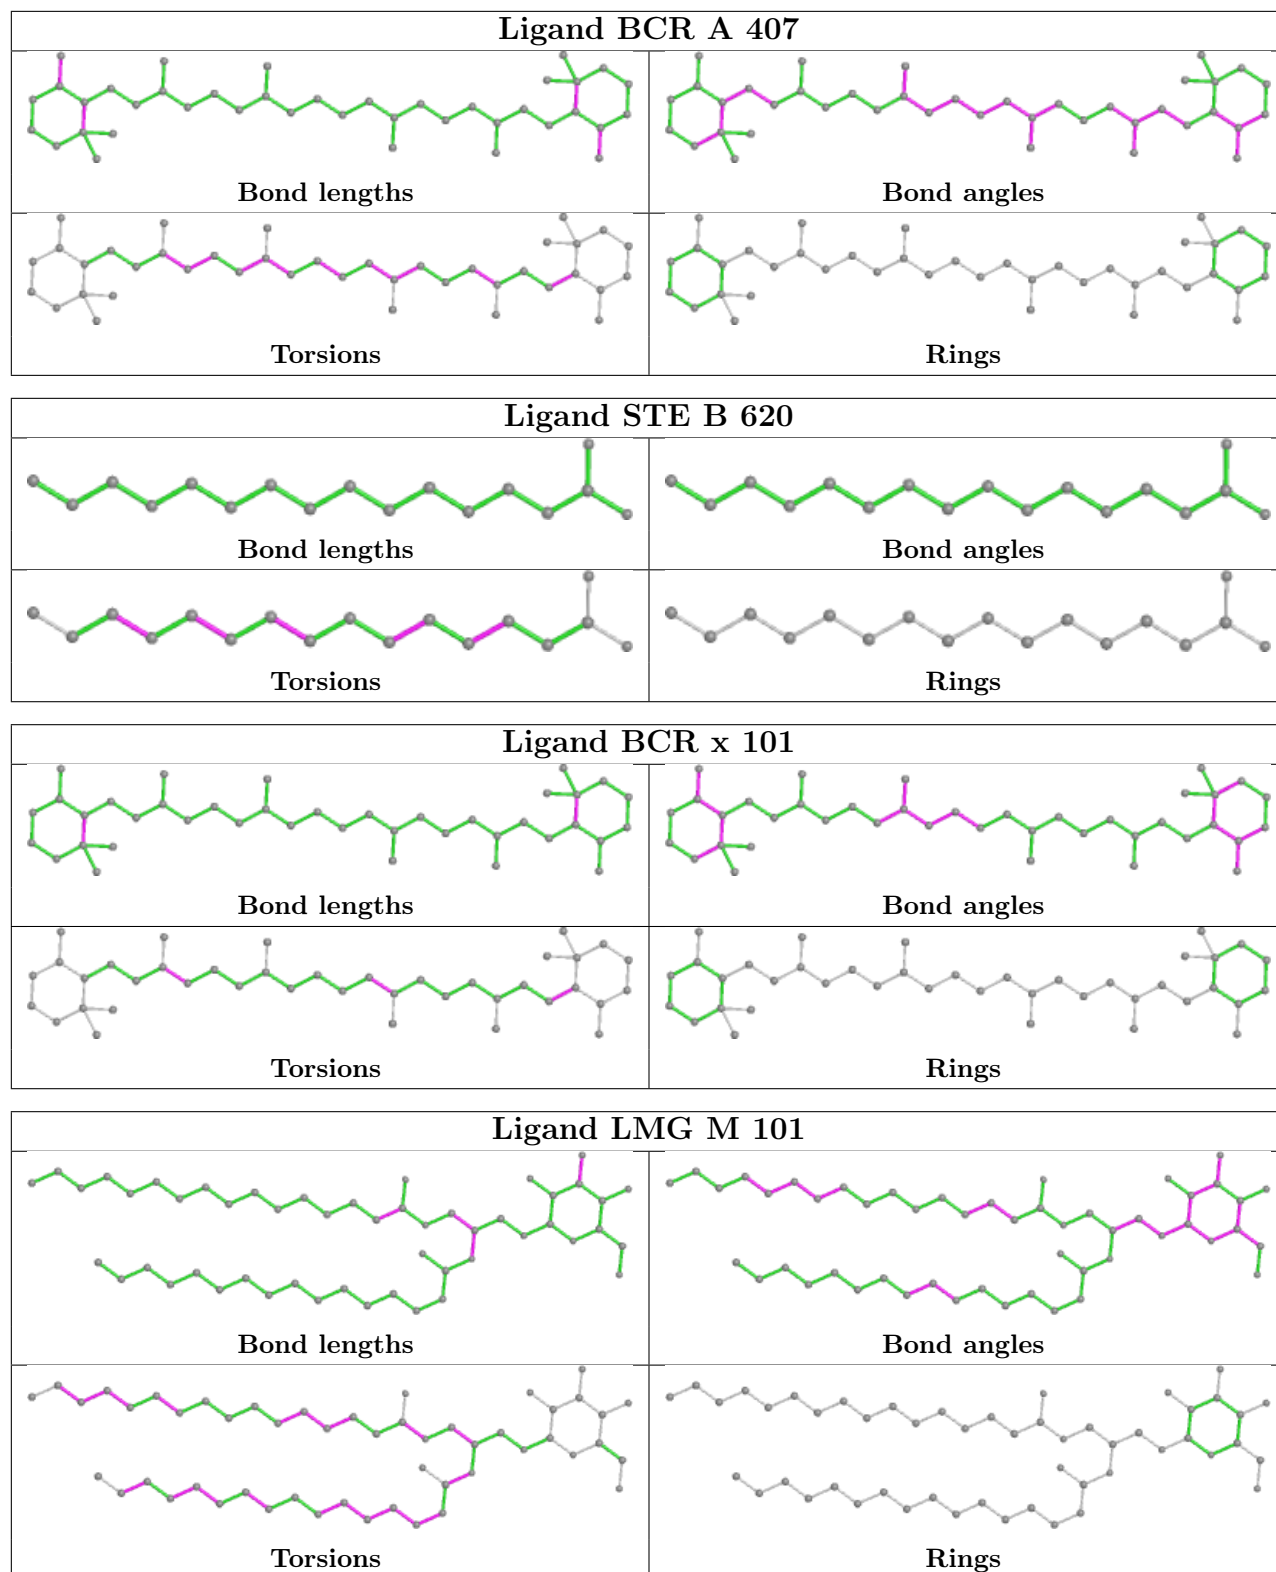 Ligand BCR A 407
Bond lengths
Bond angles
Torsions
Rings
Ligand STE B 620
Bond lengths
Bond angles
Torsions
Rings
Ligand BCR x 101
Bond lengths
Bond angles
Torsions
Rings
Ligand LMG M 101
Bond lengths
Bond angles
Torsions
Rings